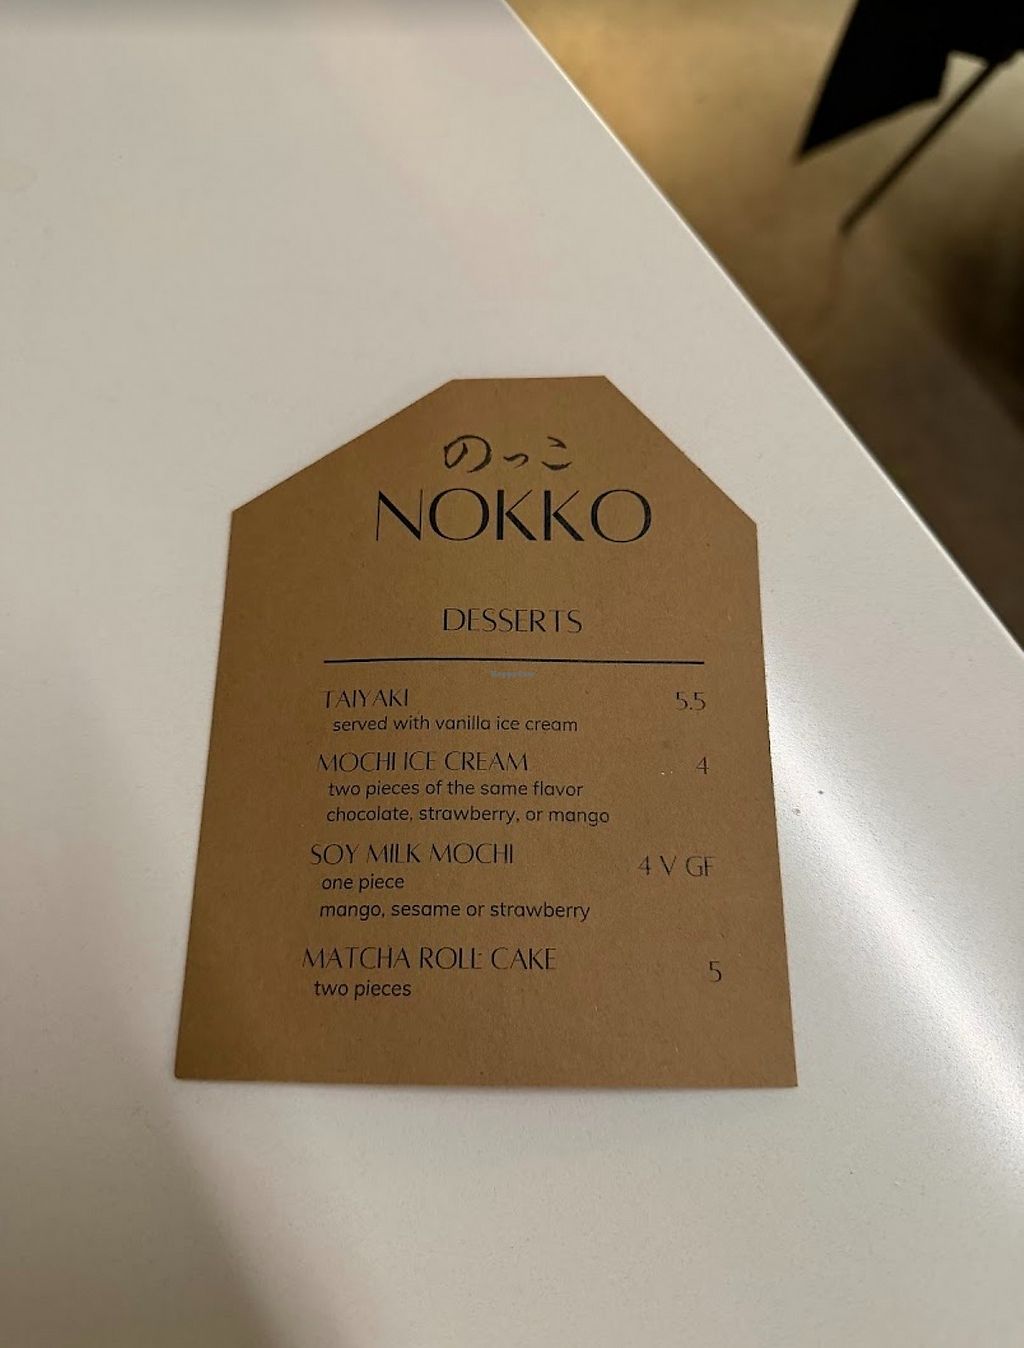 のっこ
NOKKO
DESSERTS
TAIYAKI 5.5
served with vanilla ice cream
MOCHI ICE CREAM 4
two pieces of the same flavor
chocolate, strawberry, or mango
SOY MILK MOCHI 4 V GF
one piece
mango, sesame or strawberry
MATCHA ROLL CAKE 5
two pieces